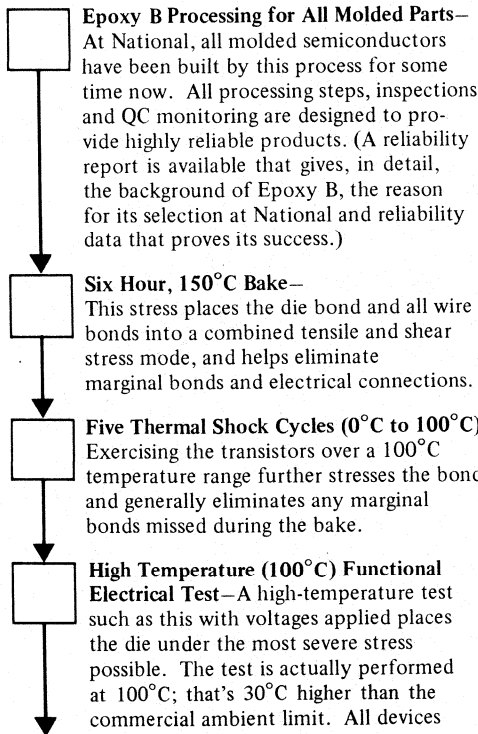 Epoxy B Processing for All Molded Parts—
At National, all molded semiconductors
have been built by this process for some
time now. All processing steps, inspections
and QC monitoring are designed to pro-
vide highly reliable products. (A reliability
report is available that gives, in detail,
the background of Epoxy B, the reason
for its selection at National and reliability
data that proves its success.)
Six Hour, 150°C Bake—
This stress places the die bond and all wire
bonds into a combined tensile and shear
stress mode, and helps eliminate
marginal bonds and electrical connections.
Five Thermal Shock Cycles (0°C to 100°C)
Exercising the transistors over a 100°C
temperature range further stresses the bond
and generally eliminates any marginal
bonds missed during the bake.
High Temperature (100°C) Functional
Electrical Test—A high-temperature test
such as this with voltages applied places
the die under the most severe stress
possible. The test is actually performed
at 100°C; that's 30°C higher than the
commercial ambient limit. All devices